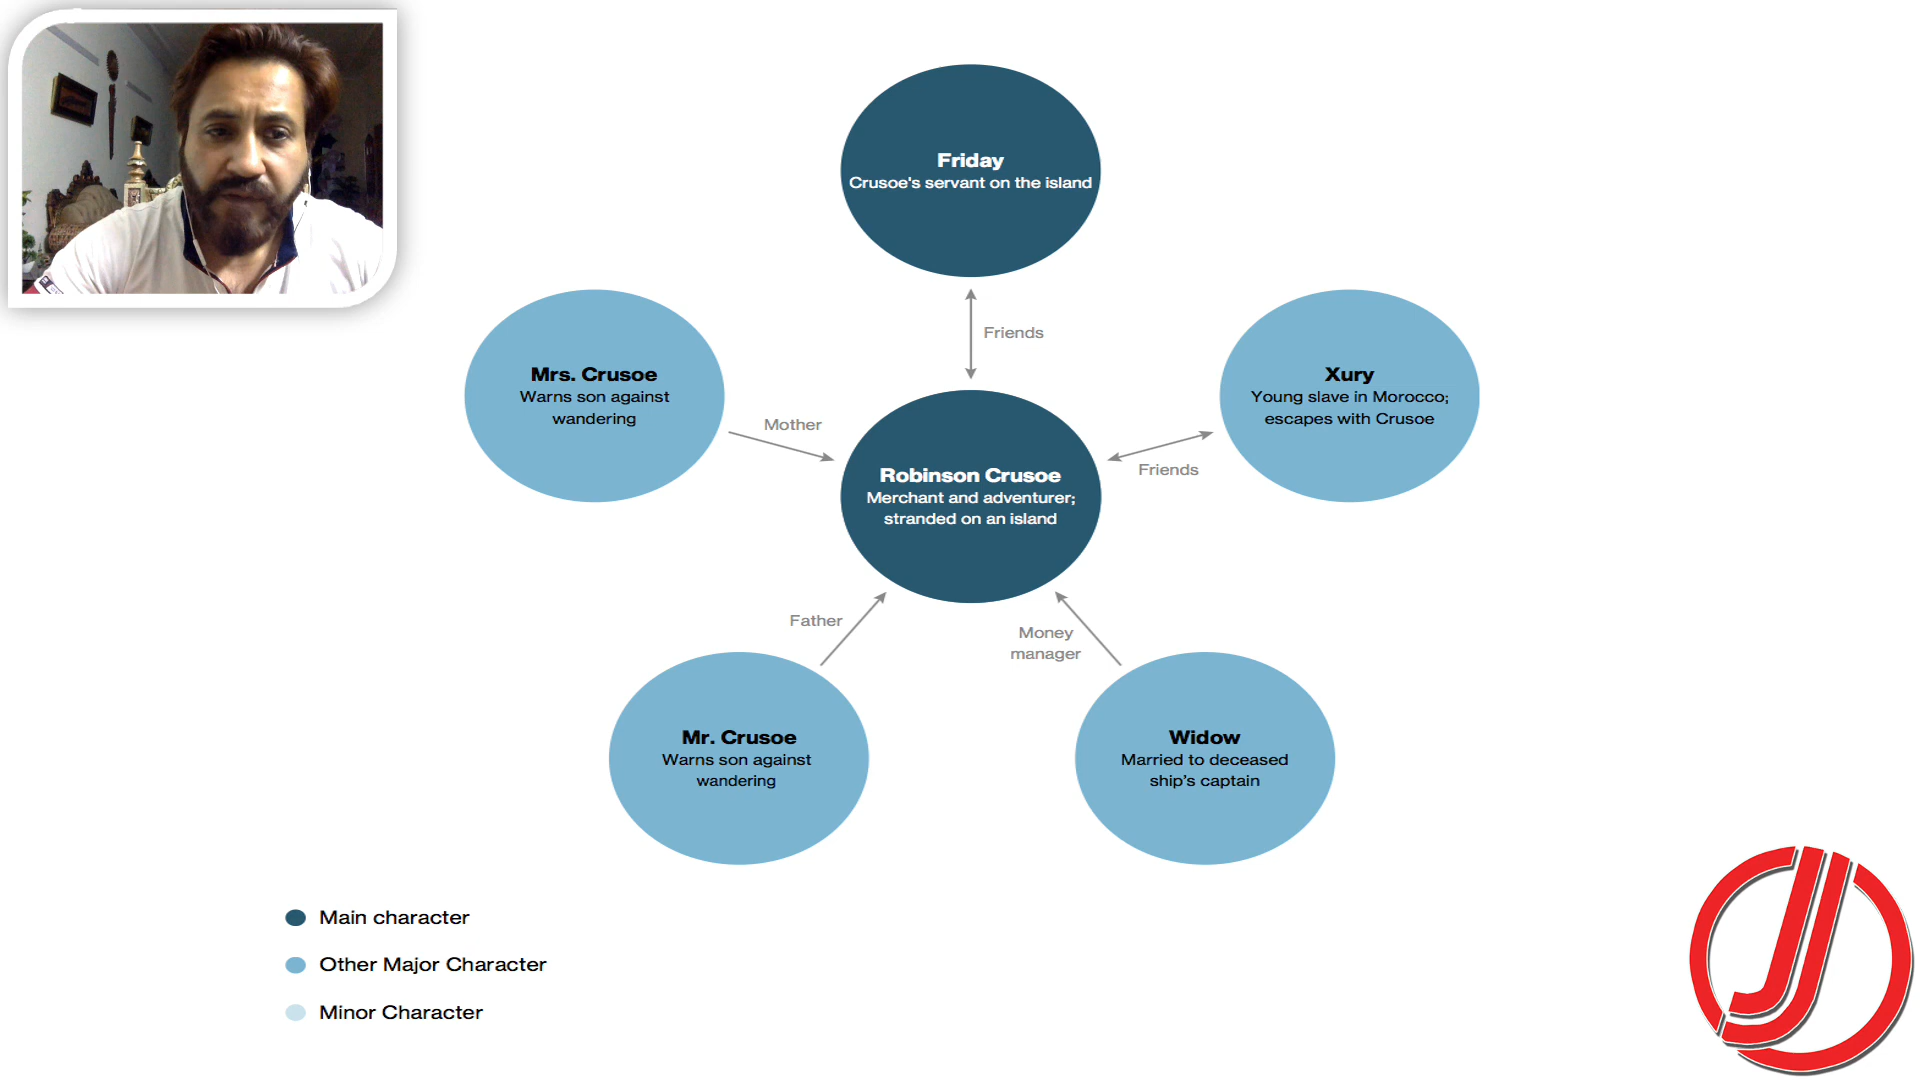 Friday
Crusoe's servant on the island
Friends
Mrs. Crusoe
Warns son against
wandering
Mother
Xury
Young slave in Morocco;
escapes with Crusoe
Friends
Robinson Crusoe
Merchant and adventurer;
stranded on an island
Father
Money
manager
Mr. Crusoe
Warns son against
wandering
Widow
Married to deceased
ship's captain
Main character
Other Major Character
Minor Character